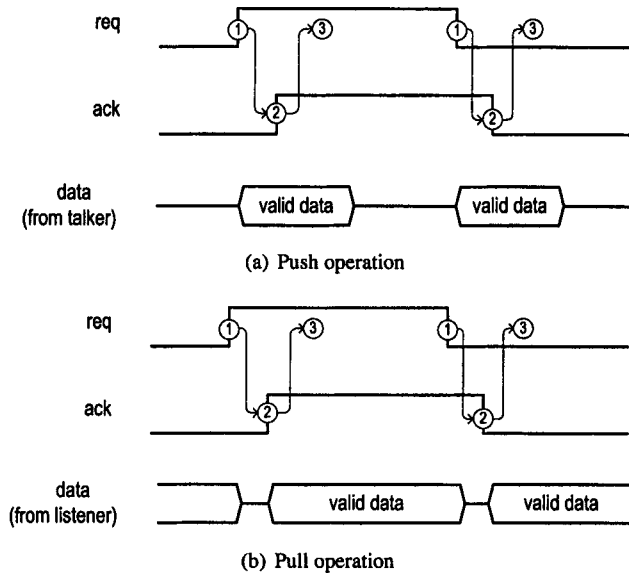 req
1 3 1 3
ack
2 2
data
(from talker)
valid data valid data
(a) Push operation
req
1 3 1 3
ack
2 2
data
(from listener)
valid data valid data
(b) Pull operation